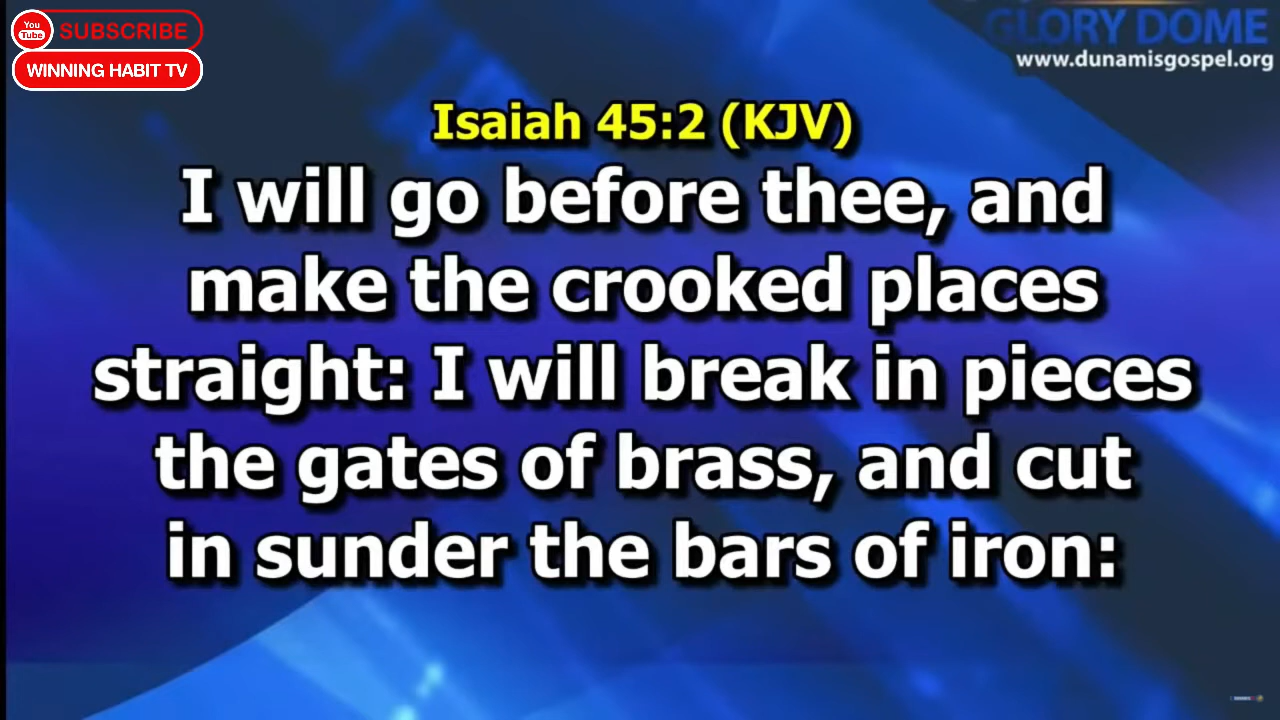 You
Tube
SUBSCRIBE
WINNING HABIT TV
GLORY DOME
www.dunamisgospel.org
Isaiah 45:2 (KJV)
I will go before thee, and
make the crooked places
straight: I will break in pieces
the gates of brass, and cut
in sunder the bars of iron: